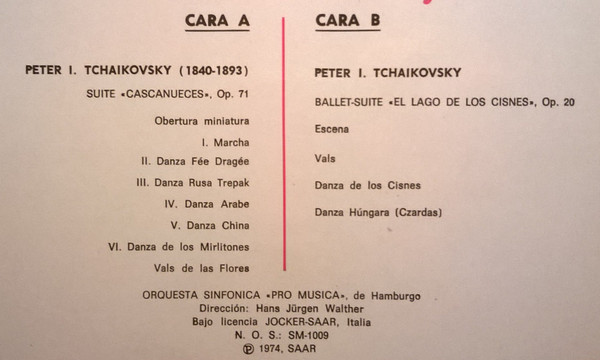 CARA A
PETER I. TCHAIKOVSKY (1840-1893)
SUITE «CASCANUECES», Op. 71
Obertura miniatura
I. Marcha
II. Danza Fée Dragée
III. Danza Rusa Trepak
IV. Danza Arabe
V. Danza China
VI. Danza de los Mirlitones
Vals de las Flores
CARA B
PETER I. TCHAIKOVSKY
BALLET-SUITE «EL LAGO DE LOS CISNES», Op. 20
Escena
Vals
Danza de los Cisnes
Danza Húngara (Czardas)
ORQUESTA SINFONICA «PRO MUSICA», de Hamburgo
Dirección: Hans Jürgen Walther
Bajo licencia JOCKER-SAAR, Italia
N. O. S.: SM-1009
Ⓟ 1974, SAAR